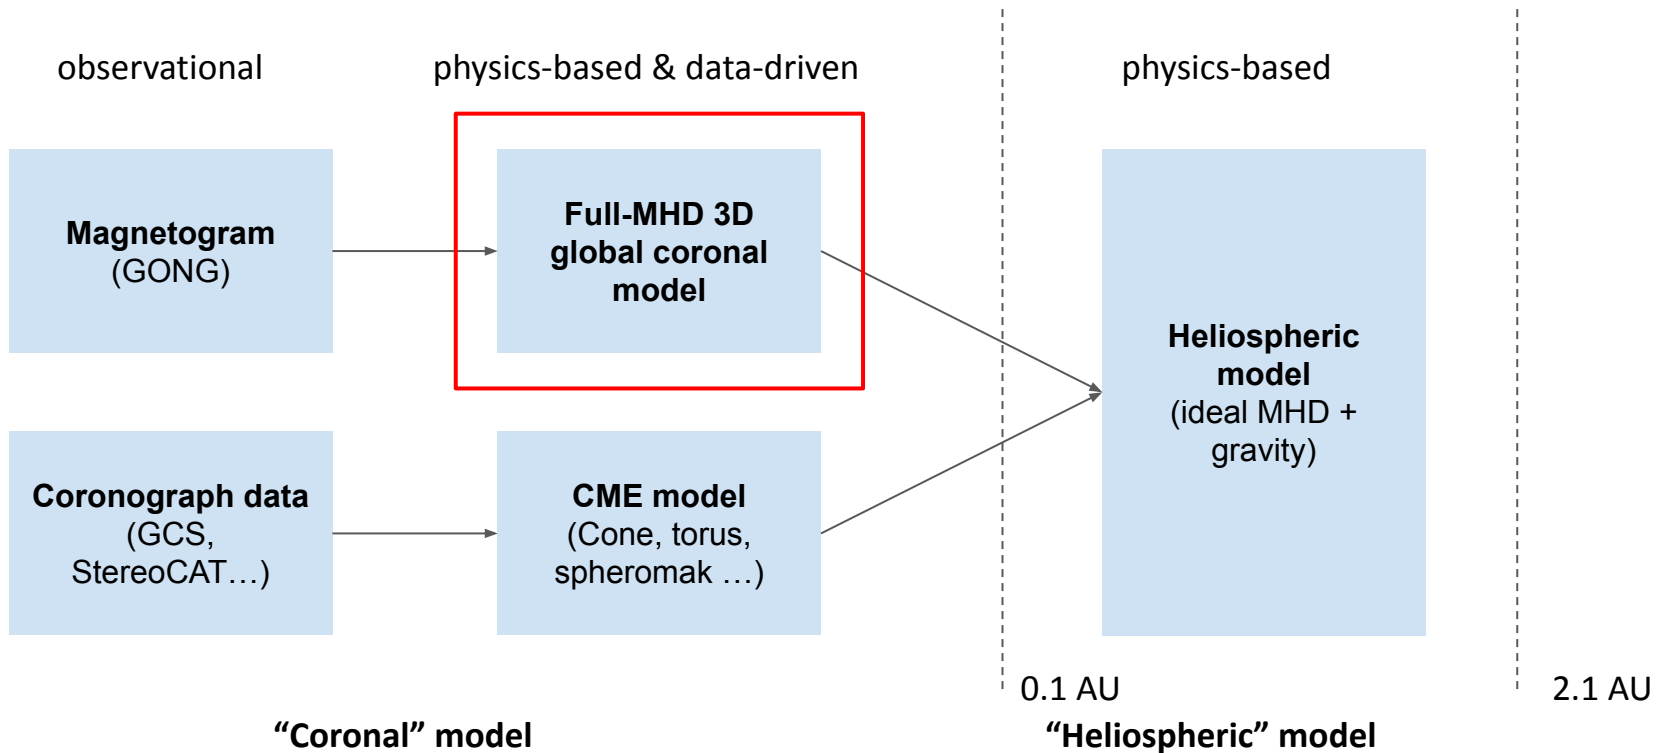 observational
physics-based & data-driven
physics-based
Magnetogram
(GONG)
Full-MHD 3D
global coronal
model
Heliospheric
model
(ideal MHD +
gravity)
Coronograph data
(GCS,
StereoCAT…)
CME model
(Cone, torus,
spheromak …)
0.1 AU
2.1 AU
“Coronal” model
“Heliospheric” model